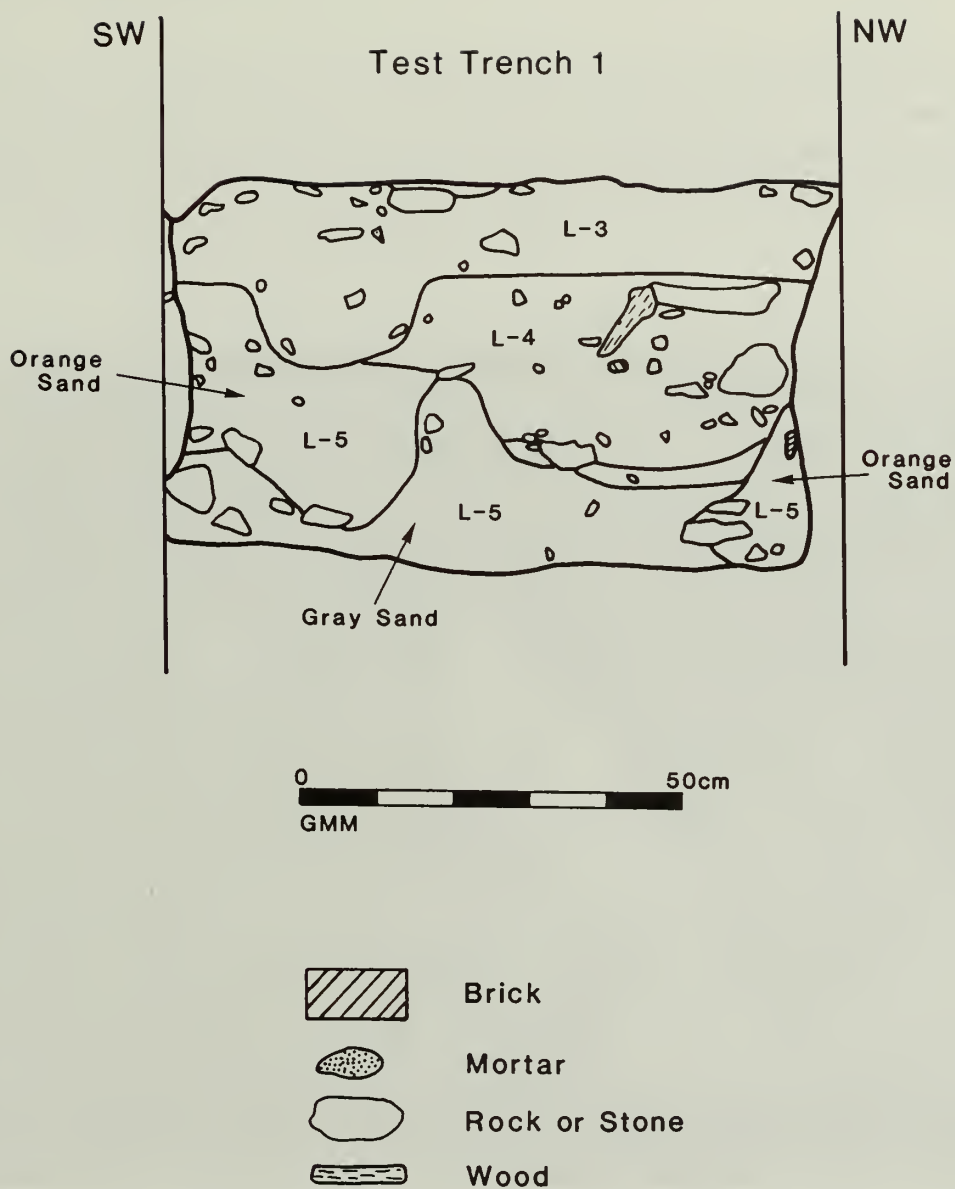 SW
NW
Test Trench 1
L-3
L-4
Orange
Sand
L-5
Orange
Sand
L-5
L-5
Gray Sand
0
50cm
GMM
Brick
Mortar
Rock or Stone
Wood